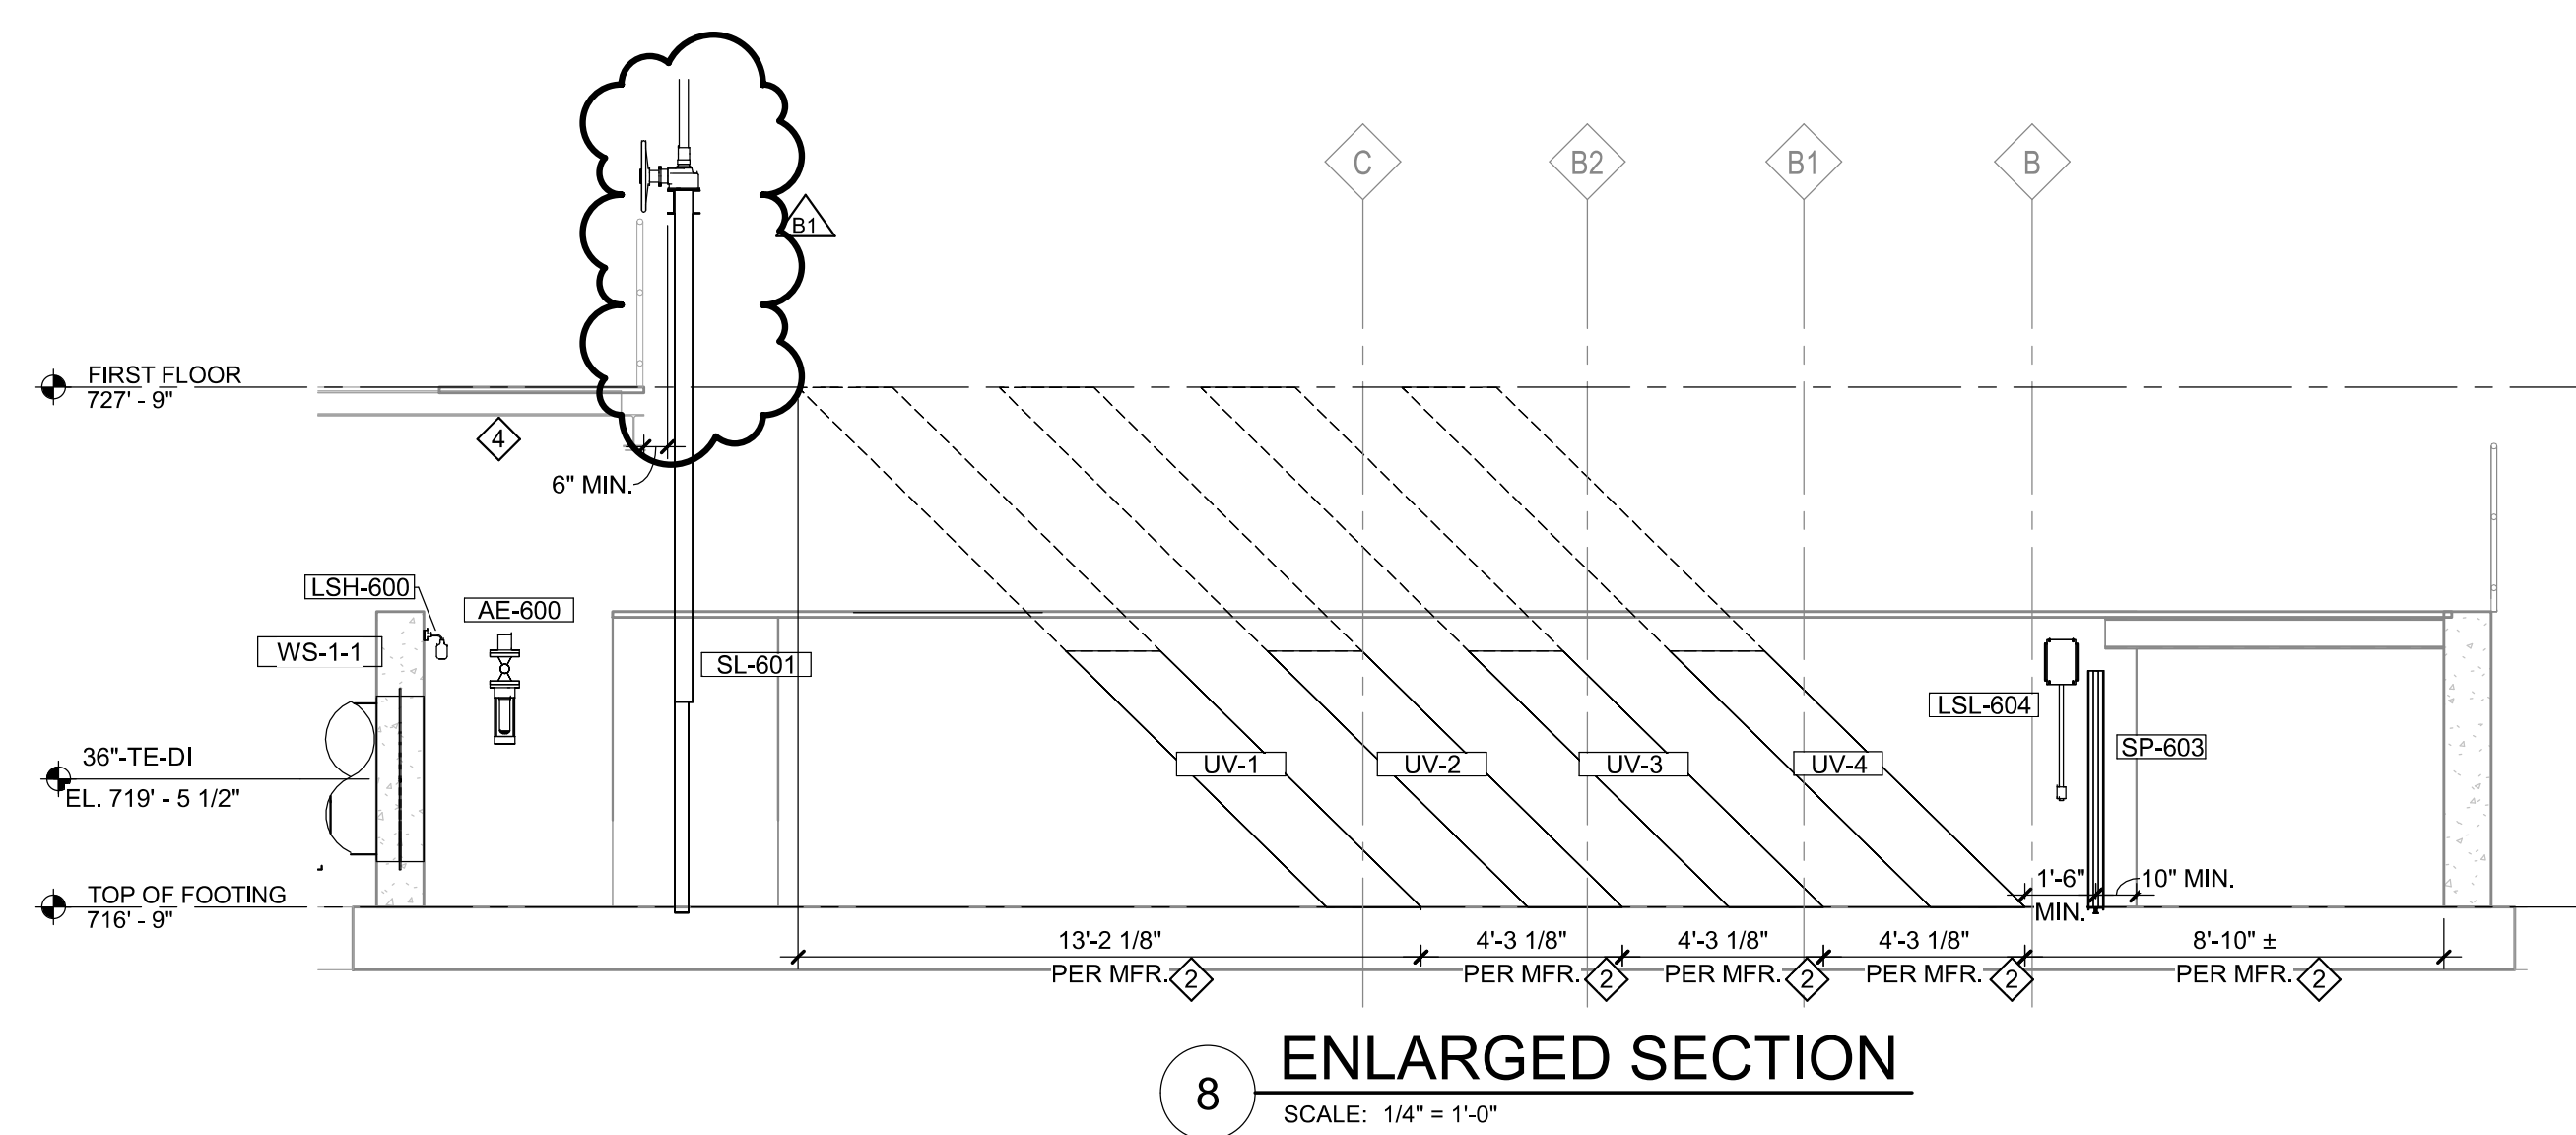 C
B2
B1
B
B1
FIRST FLOOR
727' - 9"
4
6" MIN.
LSH-600
AE-600
WS-1-1
SL-601
LSL-604
SP-603
36"-TE-DI
EL. 719' - 5 1/2"
UV-1
UV-2
UV-3
UV-4
TOP OF FOOTING
716' - 9"
1'-6"
MIN.
10" MIN.
13'-2 1/8"
PER MFR. 2
4'-3 1/8"
PER MFR. 2
4'-3 1/8"
PER MFR. 2
4'-3 1/8"
PER MFR. 2
8'-10" ±
PER MFR. 2
8
ENLARGED SECTION
SCALE: 1/4" = 1'-0"